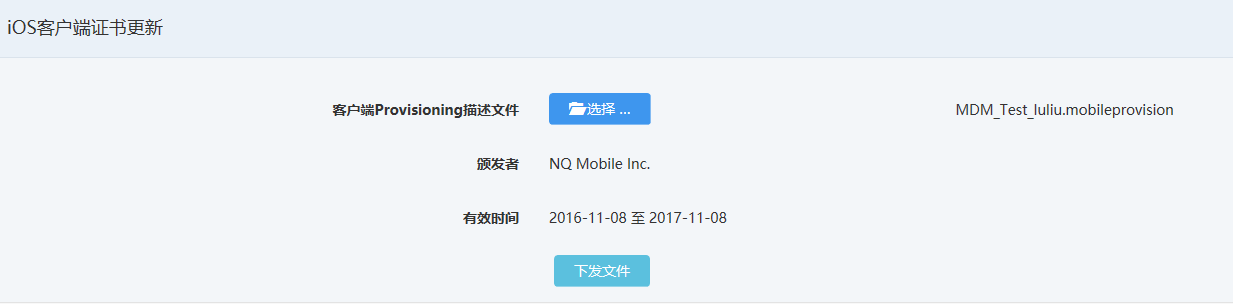 iOS客户端证书更新
客户端Provisioning描述文件 选择 ... MDM_Test_luliu.mobileprovision
颁发者 NQ Mobile Inc.
有效时间 2016-11-08 至 2017-11-08
下发文件